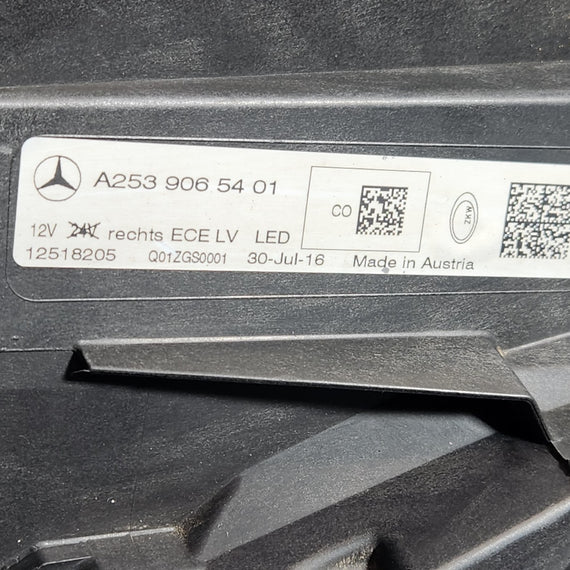 A253 906 54 01
CO
ZKW
12V 24V rechts ECE LV LED
12518205 Q01ZGS0001 30-Jul-16 Made in Austria